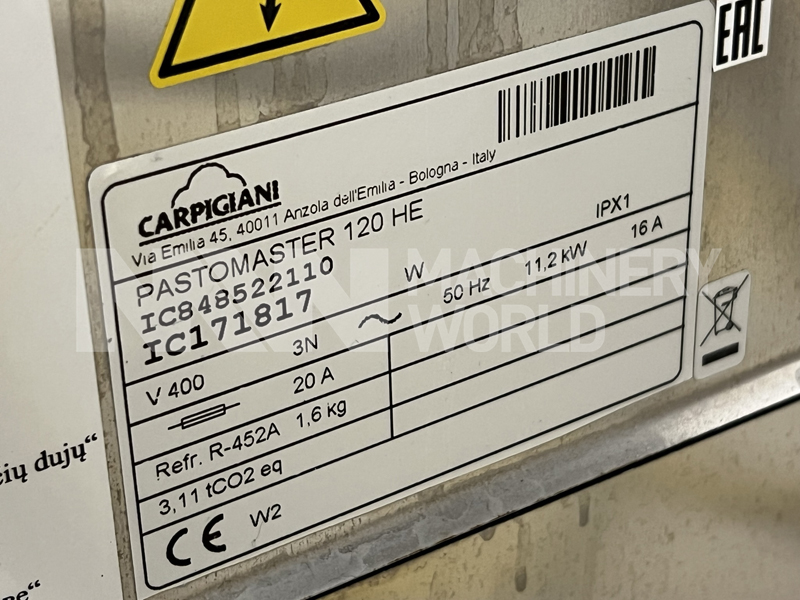 EAC
CARPIGIANI
Via Emilia 45, 40011 Anzola dell'Emilia - Bologna - Italy
PASTOMASTER 120 HE
IPX1
IC848522110
W
IC171817
V 400
3N
50 Hz
11,2 kW
16 A
20 A
Refr. R-452A 1,6 kg
3,11 tCO2 eq
CE W2
MACHINERY
WORLD
dujų“